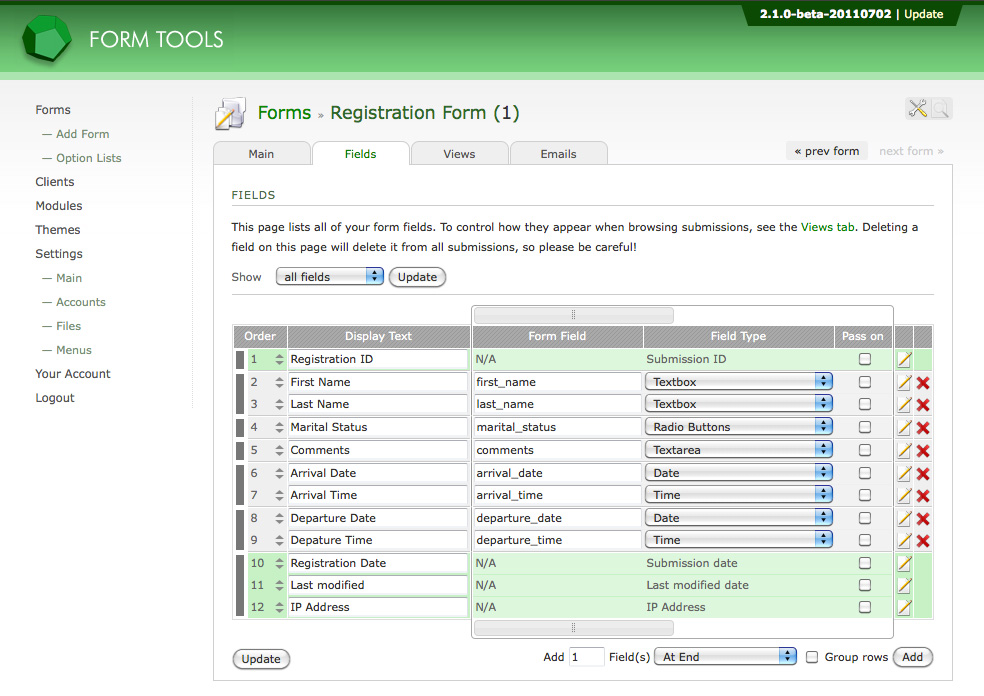 2.1.0-beta-20110702 | Update
FORM TOOLS
Forms
— Add Form
— Option Lists
Clients
Modules
Themes
Settings
— Main
— Accounts
— Files
— Menus
Your Account
Logout
Forms » Registration Form (1)
Main Fields Views Emails
« prev form next form »
FIELDS
This page lists all of your form fields. To control how they appear when browsing submissions, see the Views tab. Deleting a
field on this page will delete it from all submissions, so please be careful!
Show all fields Update
Order Display Text Form Field Field Type Pass on
1 Registration ID N/A Submission ID
2 First Name first_name Textbox
3 Last Name last_name Textbox
4 Marital Status marital_status Radio Buttons
5 Comments comments Textarea
6 Arrival Date arrival_date Date
7 Arrival Time arrival_time Time
8 Departure Date departure_date Date
9 Depature Time departure_time Time
10 Registration Date N/A Submission date
11 Last modified N/A Last modified date
12 IP Address N/A IP Address
Update Add 1 Field(s) At End Group rows Add